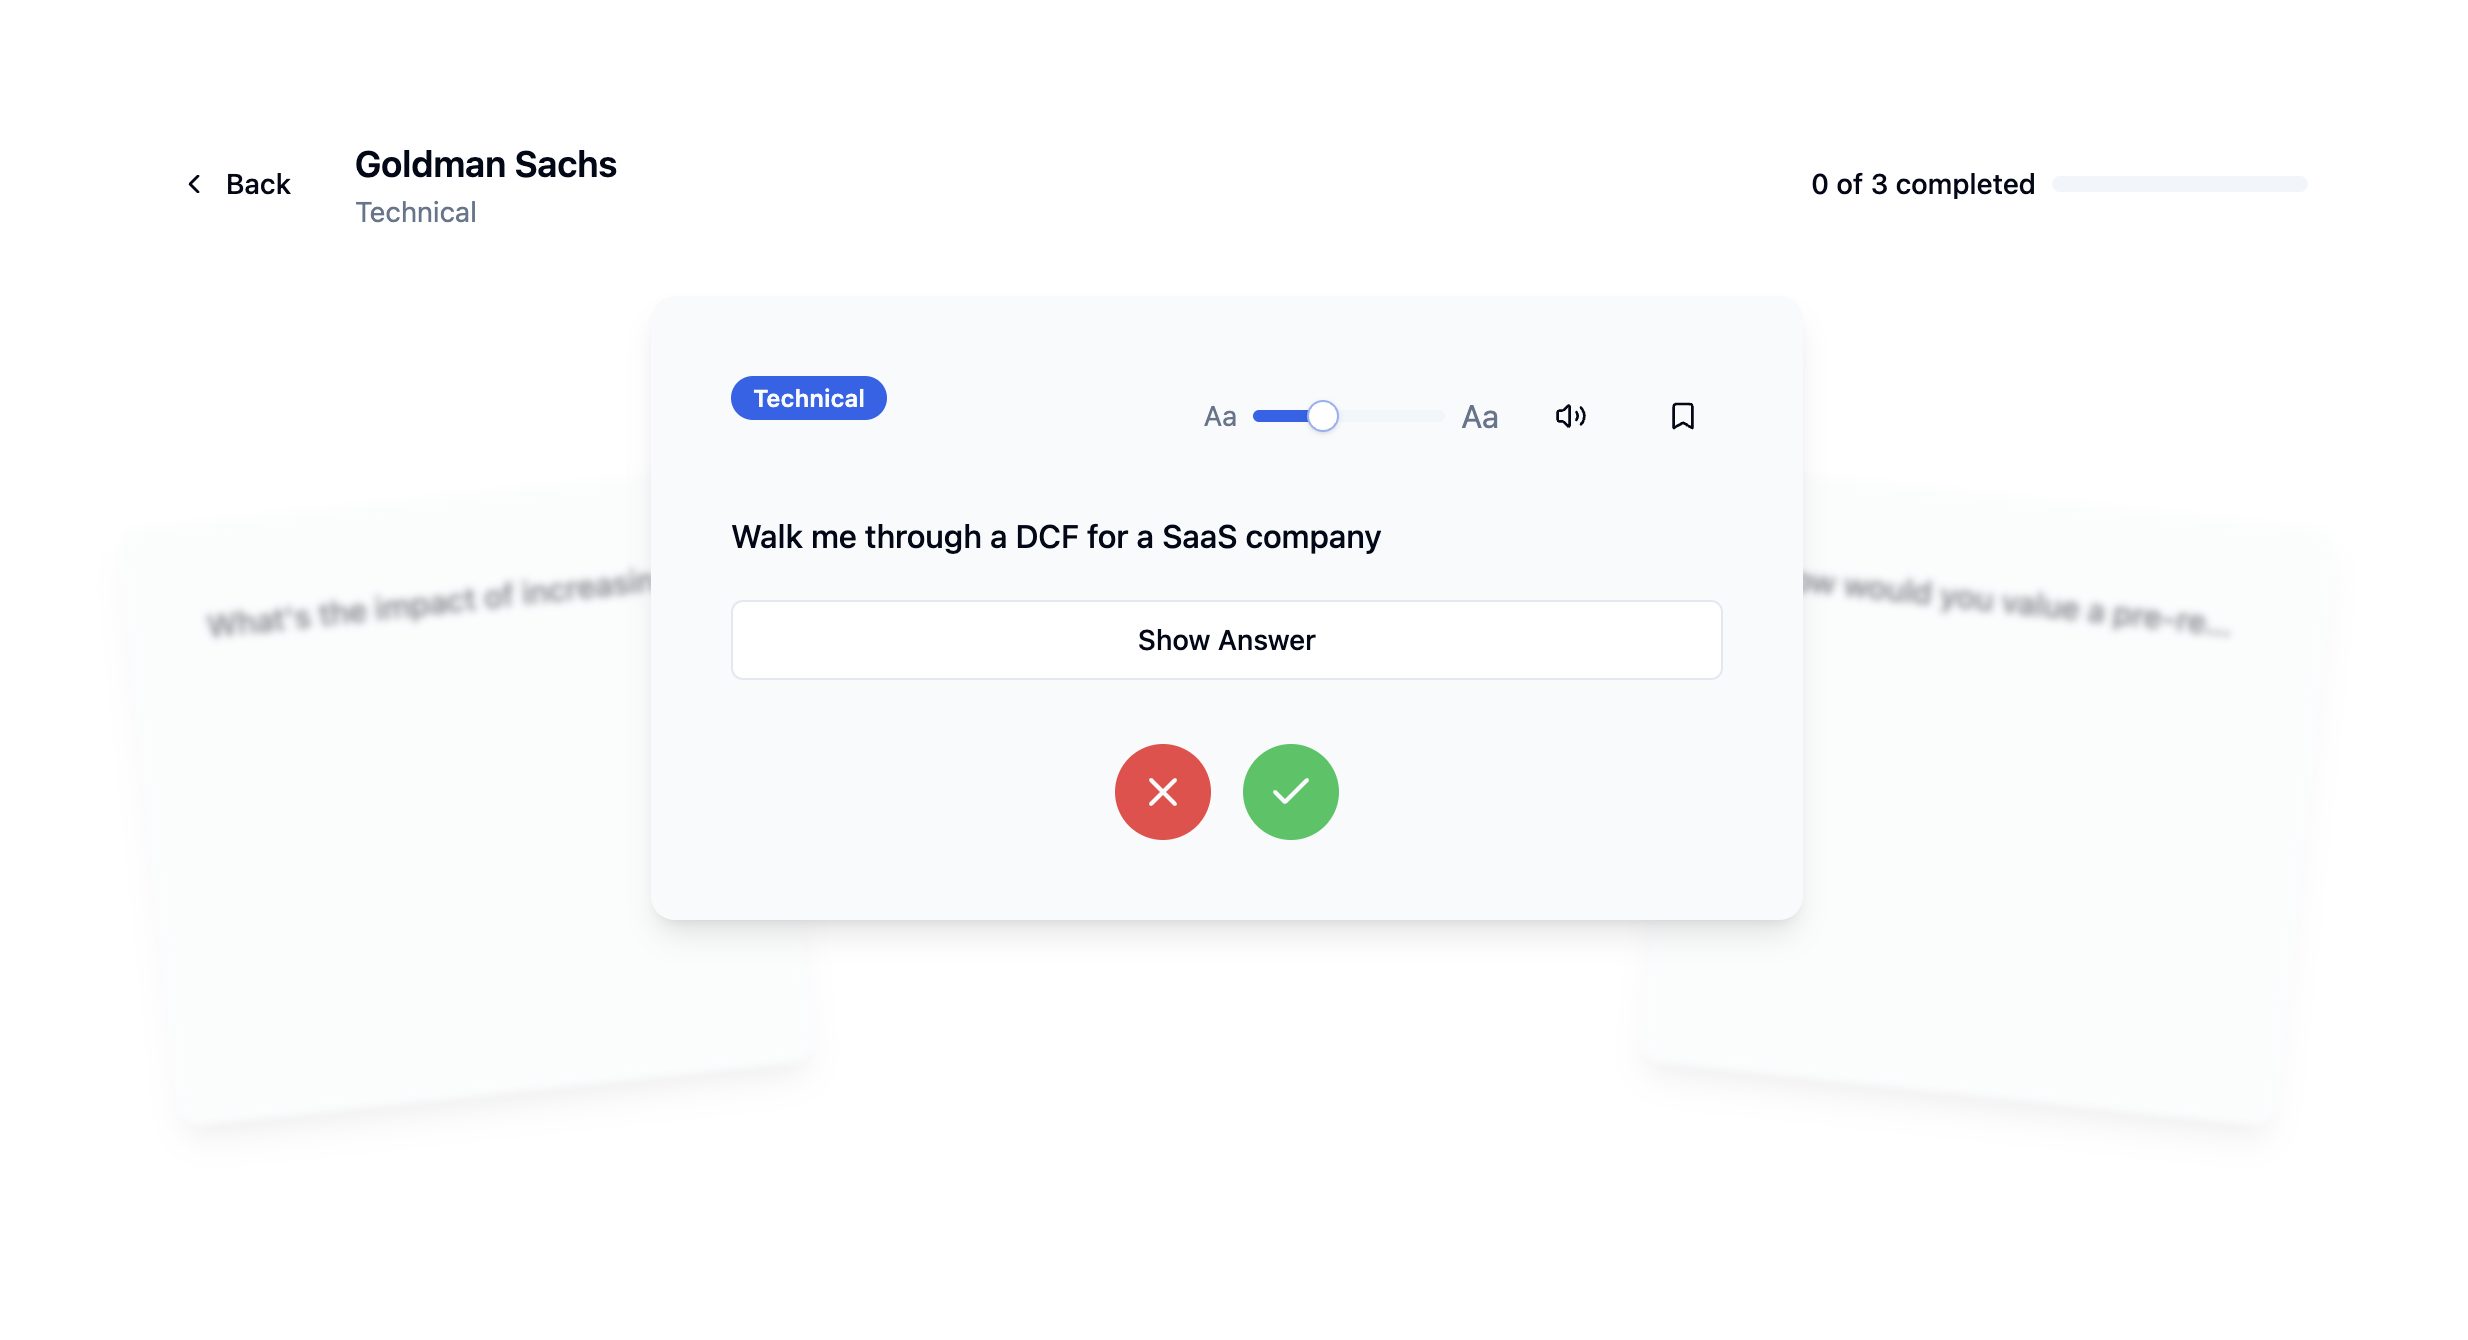 Back
Goldman Sachs
Technical
0 of 3 completed
Technical
Aa
Aa
Walk me through a DCF for a SaaS company
Show Answer
What's the impact of increasin
ow would you value a pre-re...